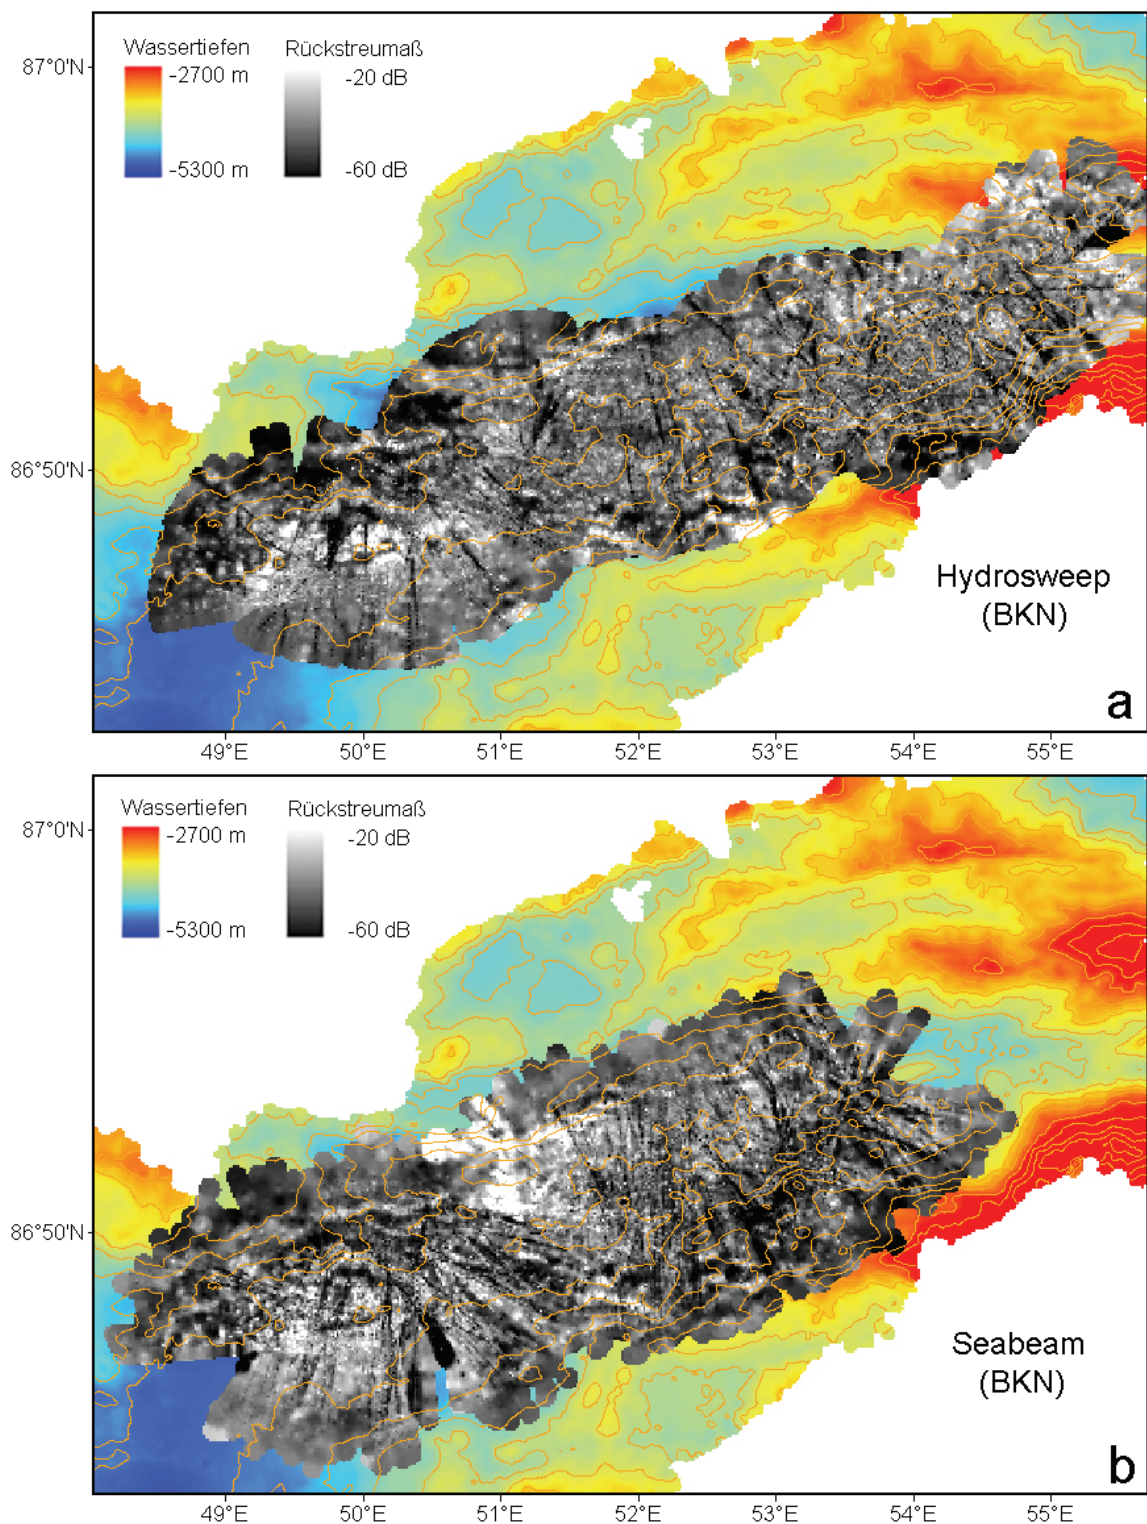 Wassertiefen Rückstreumaß
-2700 m -20 dB
-5300 m -60 dB
87°0'N
86°50'N
Hydrosweep
(BKN)
a
49°E 50°E 51°E 52°E 53°E 54°E 55°E
Wassertiefen Rückstreumaß
-2700 m -20 dB
-5300 m -60 dB
87°0'N
86°50'N
Seabeam
(BKN)
b
49°E 50°E 51°E 52°E 53°E 54°E 55°E